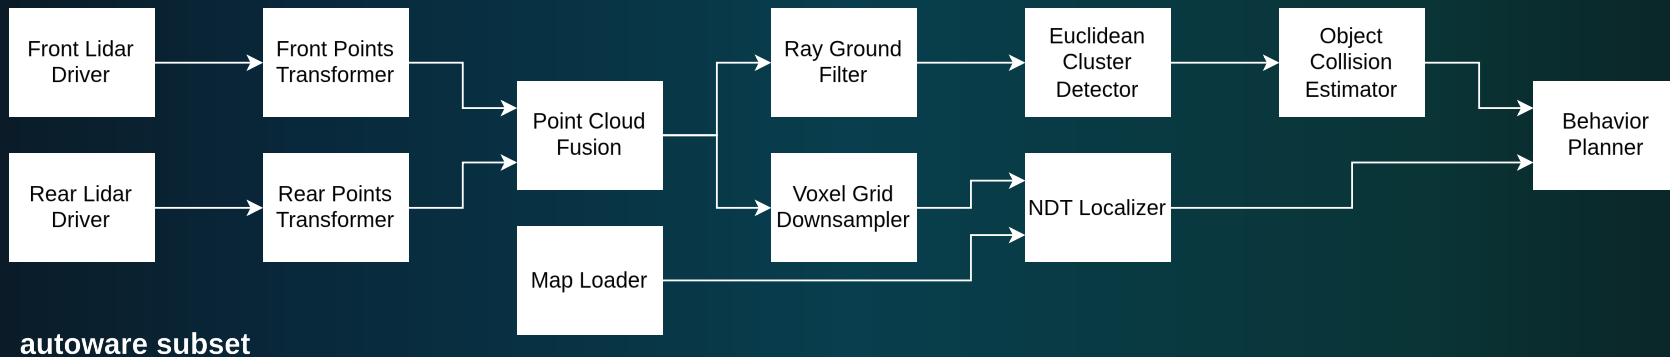 Front Lidar
Driver
Front Points
Transformer
Rear Lidar
Driver
Rear Points
Transformer
Point Cloud
Fusion
Map Loader
Ray Ground
Filter
Voxel Grid
Downsampler
Euclidean
Cluster
Detector
NDT Localizer
Object
Collision
Estimator
Behavior
Planner
autoware subset